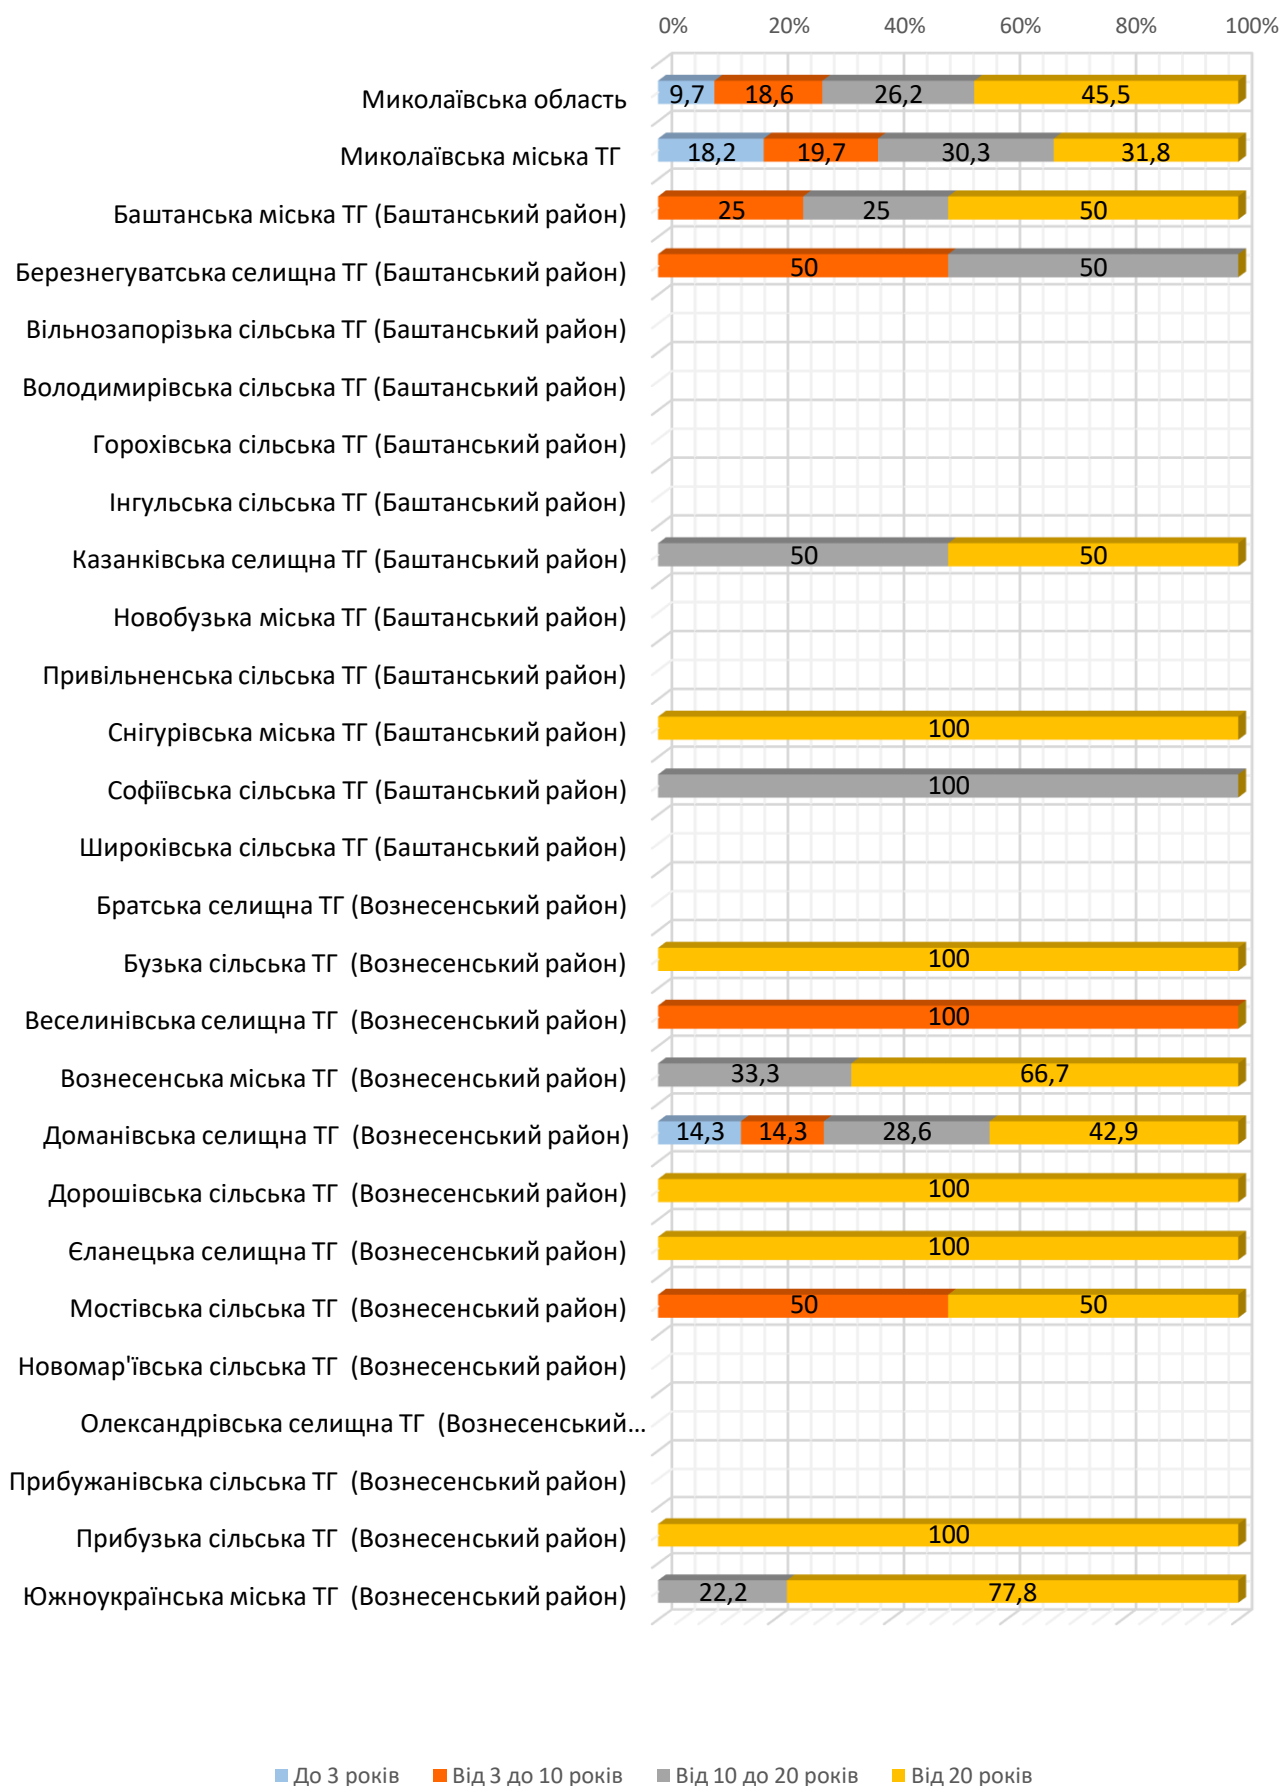 0% 20% 40% 60% 80% 100%
Миколаївська область 9,7 18,6 26,2 45,5
Миколаївська міська ТГ 18,2 19,7 30,3 31,8
Баштанська міська ТГ (Баштанський район) 25 25 50
Березнегуватська селищна ТГ (Баштанський район) 50 50
Вільнозапорізька сільська ТГ (Баштанський район)
Володимирівська сільська ТГ (Баштанський район)
Горохівська сільська ТГ (Баштанський район)
Інгульська сільська ТГ (Баштанський район)
Казанківська селищна ТГ (Баштанський район) 50 50
Новобузька міська ТГ (Баштанський район)
Привільненська сільська ТГ (Баштанський район)
Снігурівська міська ТГ (Баштанський район) 100
Софіївська сільська ТГ (Баштанський район) 100
Широківська сільська ТГ (Баштанський район)
Братська селищна ТГ (Вознесенський район)
Бузька сільська ТГ (Вознесенський район) 100
Веселинівська селищна ТГ (Вознесенський район) 100
Вознесенська міська ТГ (Вознесенський район) 33,3 66,7
Доманівська селищна ТГ (Вознесенський район) 14,3 14,3 28,6 42,9
Дорошівська сільська ТГ (Вознесенський район) 100
Єланецька селищна ТГ (Вознесенський район) 100
Мостівська сільська ТГ (Вознесенський район) 50 50
Новомар'ївська сільська ТГ (Вознесенський район)
Олександрівська селищна ТГ (Вознесенський...
Прибужанівська сільська ТГ (Вознесенський район)
Прибузька сільська ТГ (Вознесенський район) 100
Южноукраїнська міська ТГ (Вознесенський район) 22,2 77,8
До 3 років Від 3 до 10 років Від 10 до 20 років Від 20 років